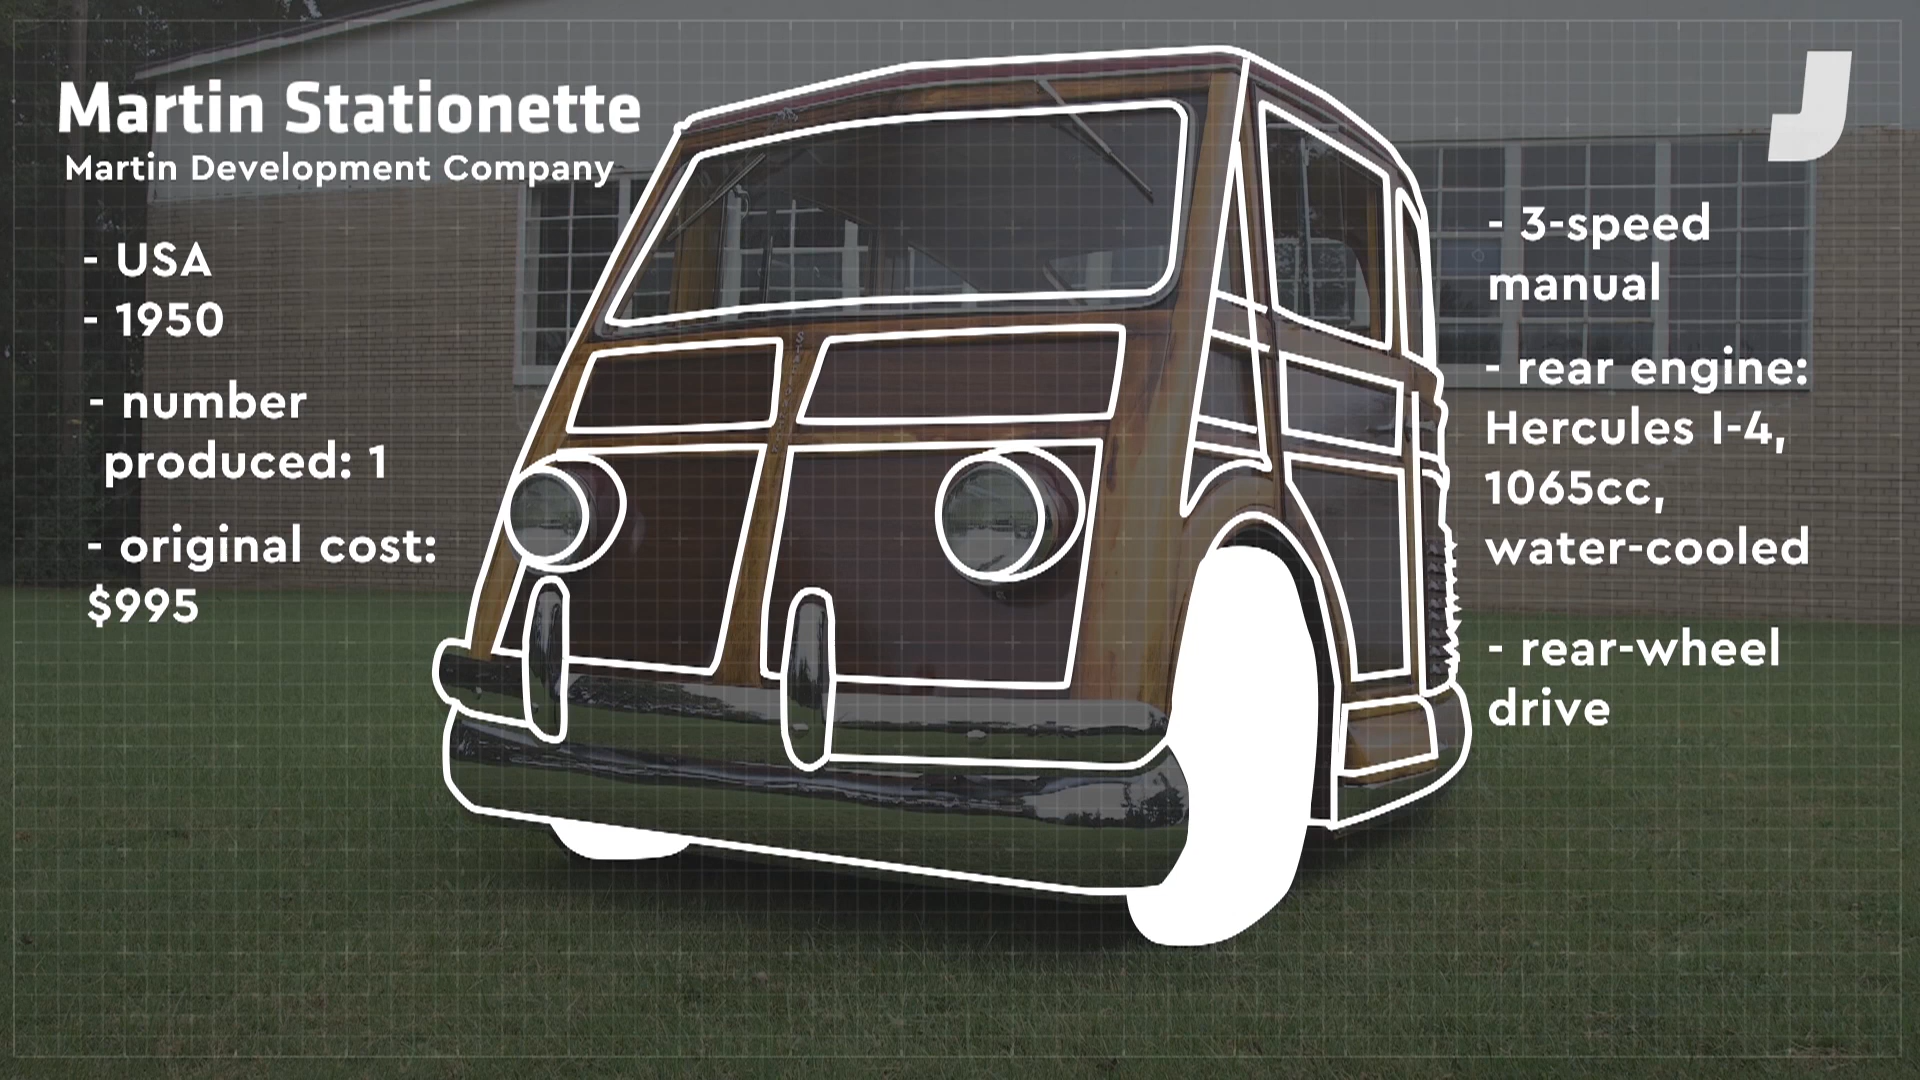 Martin Stationette
Martin Development Company
- USA
- 1950
- number
produced: 1
- original cost:
$995
J
- 3-speed
manual
- rear engine:
Hercules I-4,
1065cc,
water-cooled
- rear-wheel
drive